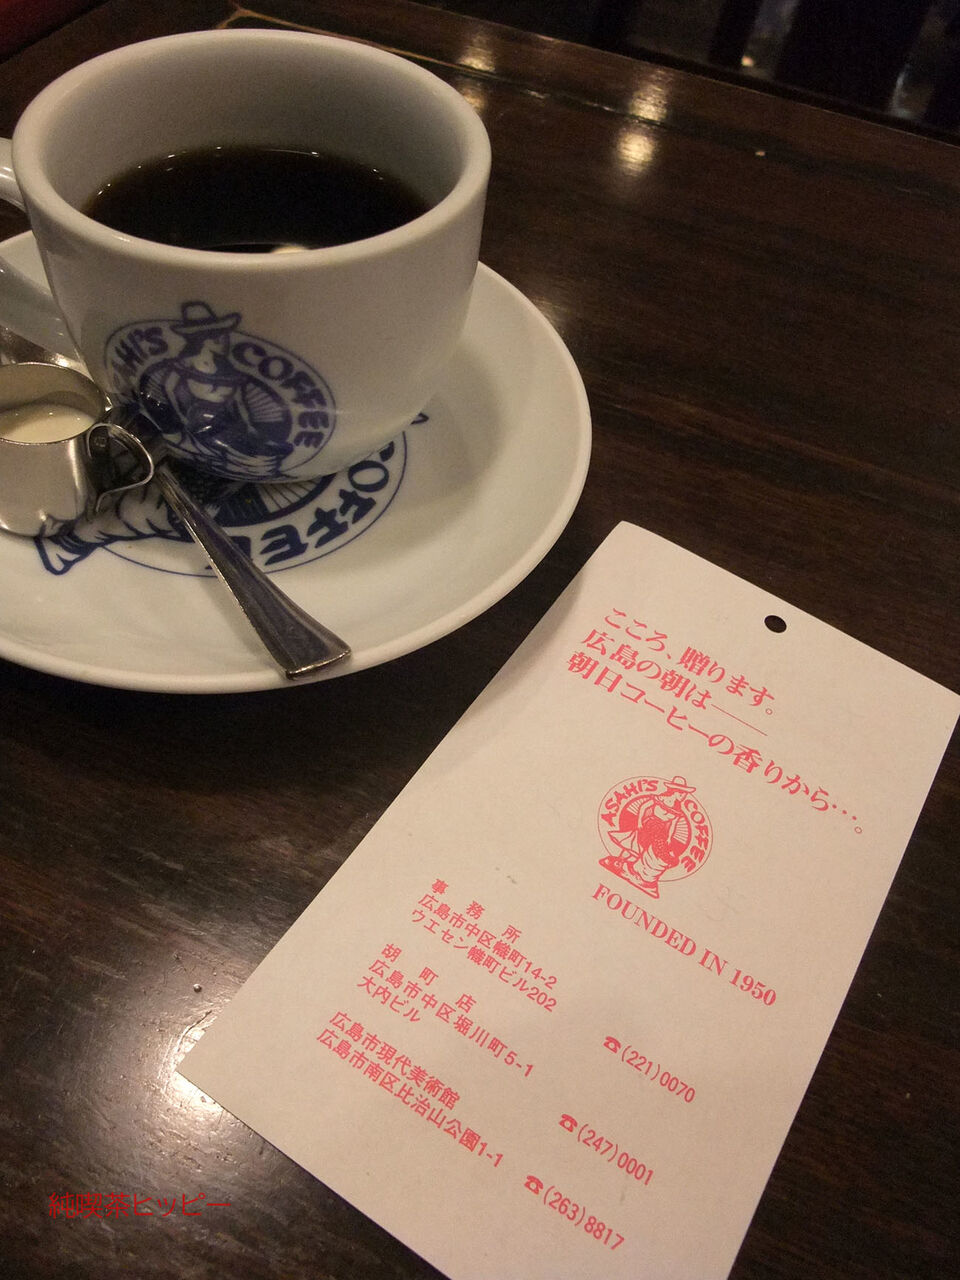 ASAHI'S COFFEE
COFFEE
こころ、贈ります。
広島の朝は――
朝日コーヒーの香りから…。
ASAHI'S COFFEE
FOUNDED IN 1950
事務所
広島市中区幟町14-2
ウエセン幟町ビル202
☎(221)0070
胡町店
広島市中区堀川町5-1
大内ビル
☎(247)0001
広島市現代美術館
広島市南区比治山公園1-1
☎(263)8817
純喫茶ヒッピー